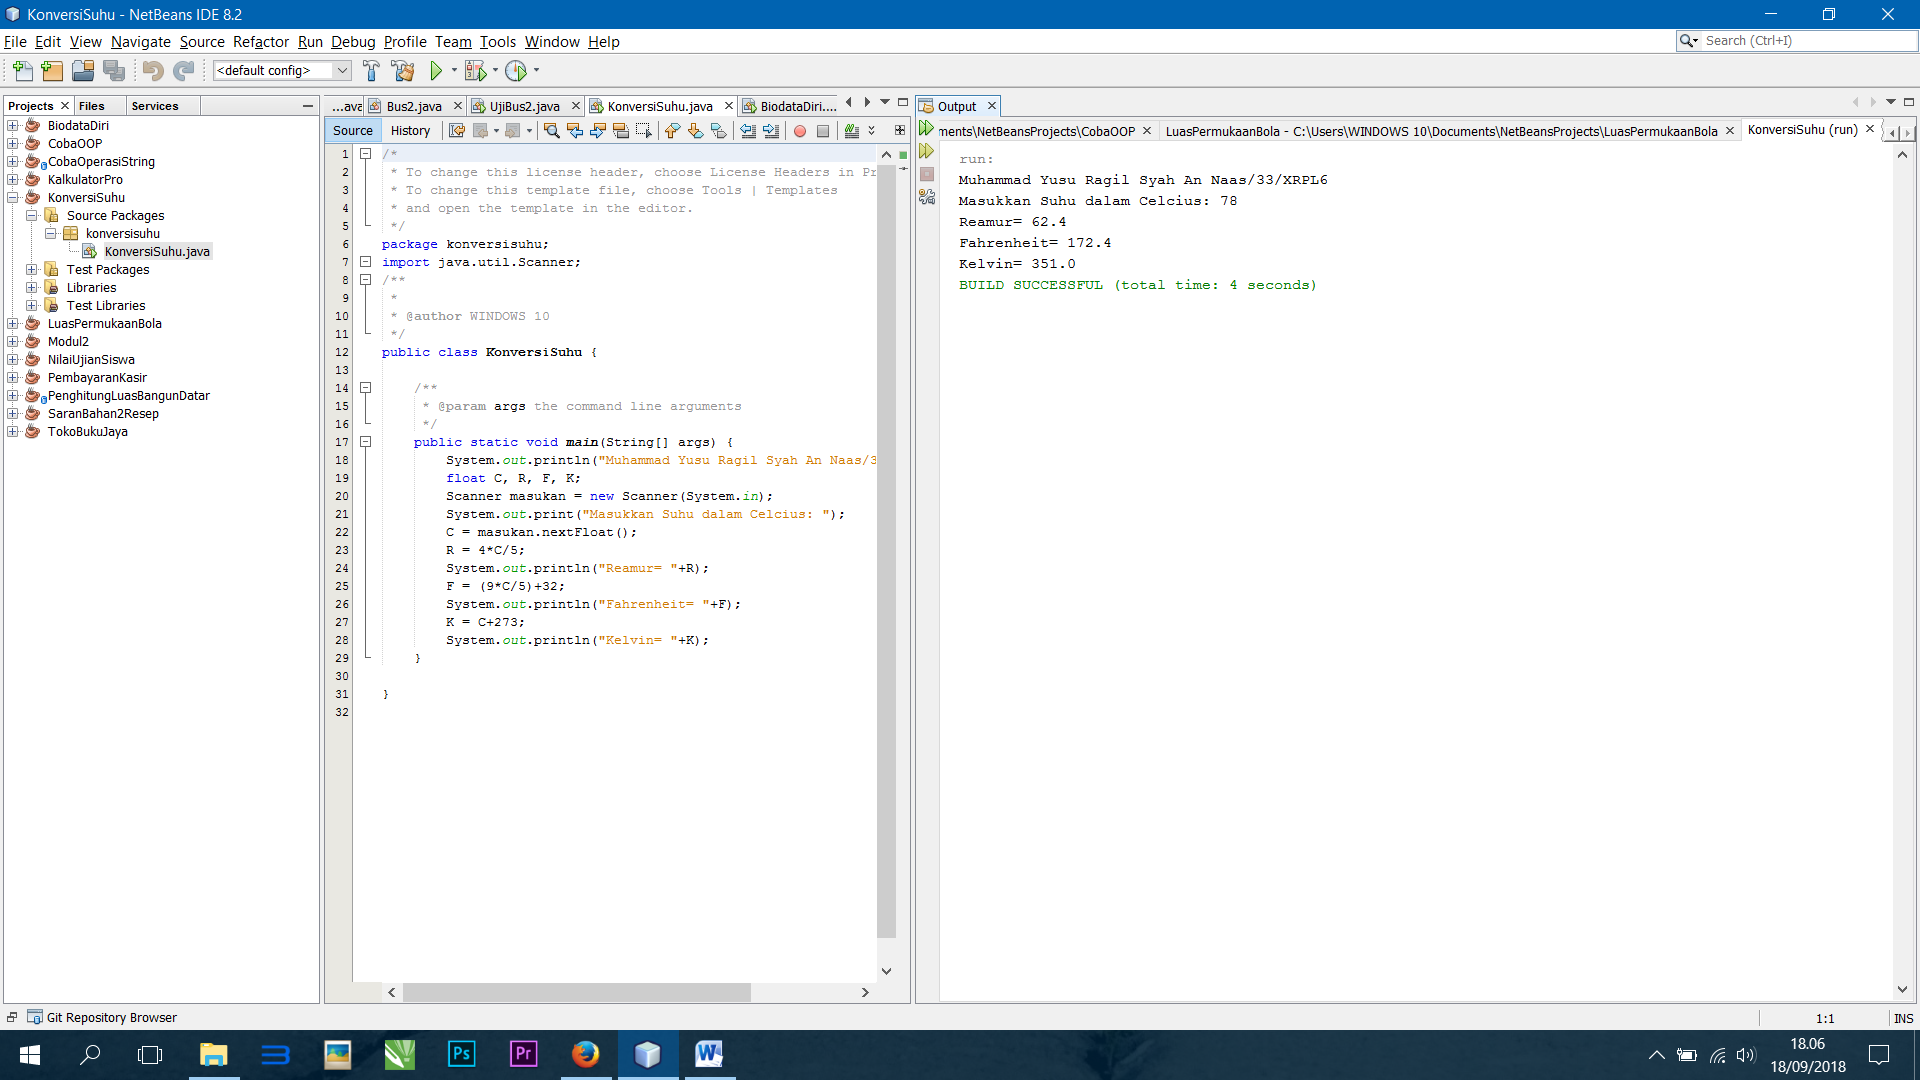 KonversiSuhu - NetBeans IDE 8.2
File Edit View Navigate Source Refactor Run Debug Profile Team Tools Window Help
Search (Ctrl+I)
<default config>
Projects Files Services
BiodataDiri
CobaOOP
CobaOperasiString
KalkulatorPro
KonversiSuhu
Source Packages
konversisuhu
KonversiSuhu.java
Test Packages
Libraries
Test Libraries
LuasPermukaanBola
Modul2
NilaiUjianSiswa
PembayaranKasir
PenghitungLuasBangunDatar
SaranBahan2Resep
TokoBukuJaya
...ava Bus2.java UjiBus2.java KonversiSuhu.java BiodataDiri....
Source History
1 /*
2 * To change this license header, choose License Headers in Pr
3 * To change this template file, choose Tools | Templates
4 * and open the template in the editor.
5 */
6 package konversisuhu;
7 import java.util.Scanner;
8 /**
9 *
10 * @author WINDOWS 10
11 */
12 public class KonversiSuhu {
13
14 /**
15 * @param args the command line arguments
16 */
17 public static void main(String[] args) {
18 System.out.println("Muhammad Yusu Ragil Syah An Naas/3
19 float C, R, F, K;
20 Scanner masukan = new Scanner(System.in);
21 System.out.print("Masukkan Suhu dalam Celcius: ");
22 C = masukan.nextFloat();
23 R = 4*C/5;
24 System.out.println("Reamur= "+R);
25 F = (9*C/5)+32;
26 System.out.println("Fahrenheit= "+F);
27 K = C+273;
28 System.out.println("Kelvin= "+K);
29 }
30
31 }
32
Output
ments\NetBeansProjects\CobaOOP LuasPermukaanBola - C:\Users\WINDOWS 10\Documents\NetBeansProjects\LuasPermukaanBola KonversiSuhu (run)
run:
Muhammad Yusu Ragil Syah An Naas/33/XRPL6
Masukkan Suhu dalam Celcius: 78
Reamur= 62.4
Fahrenheit= 172.4
Kelvin= 351.0
BUILD SUCCESSFUL (total time: 4 seconds)
Git Repository Browser
1:1 INS
Ps Pr
18.06
18/09/2018